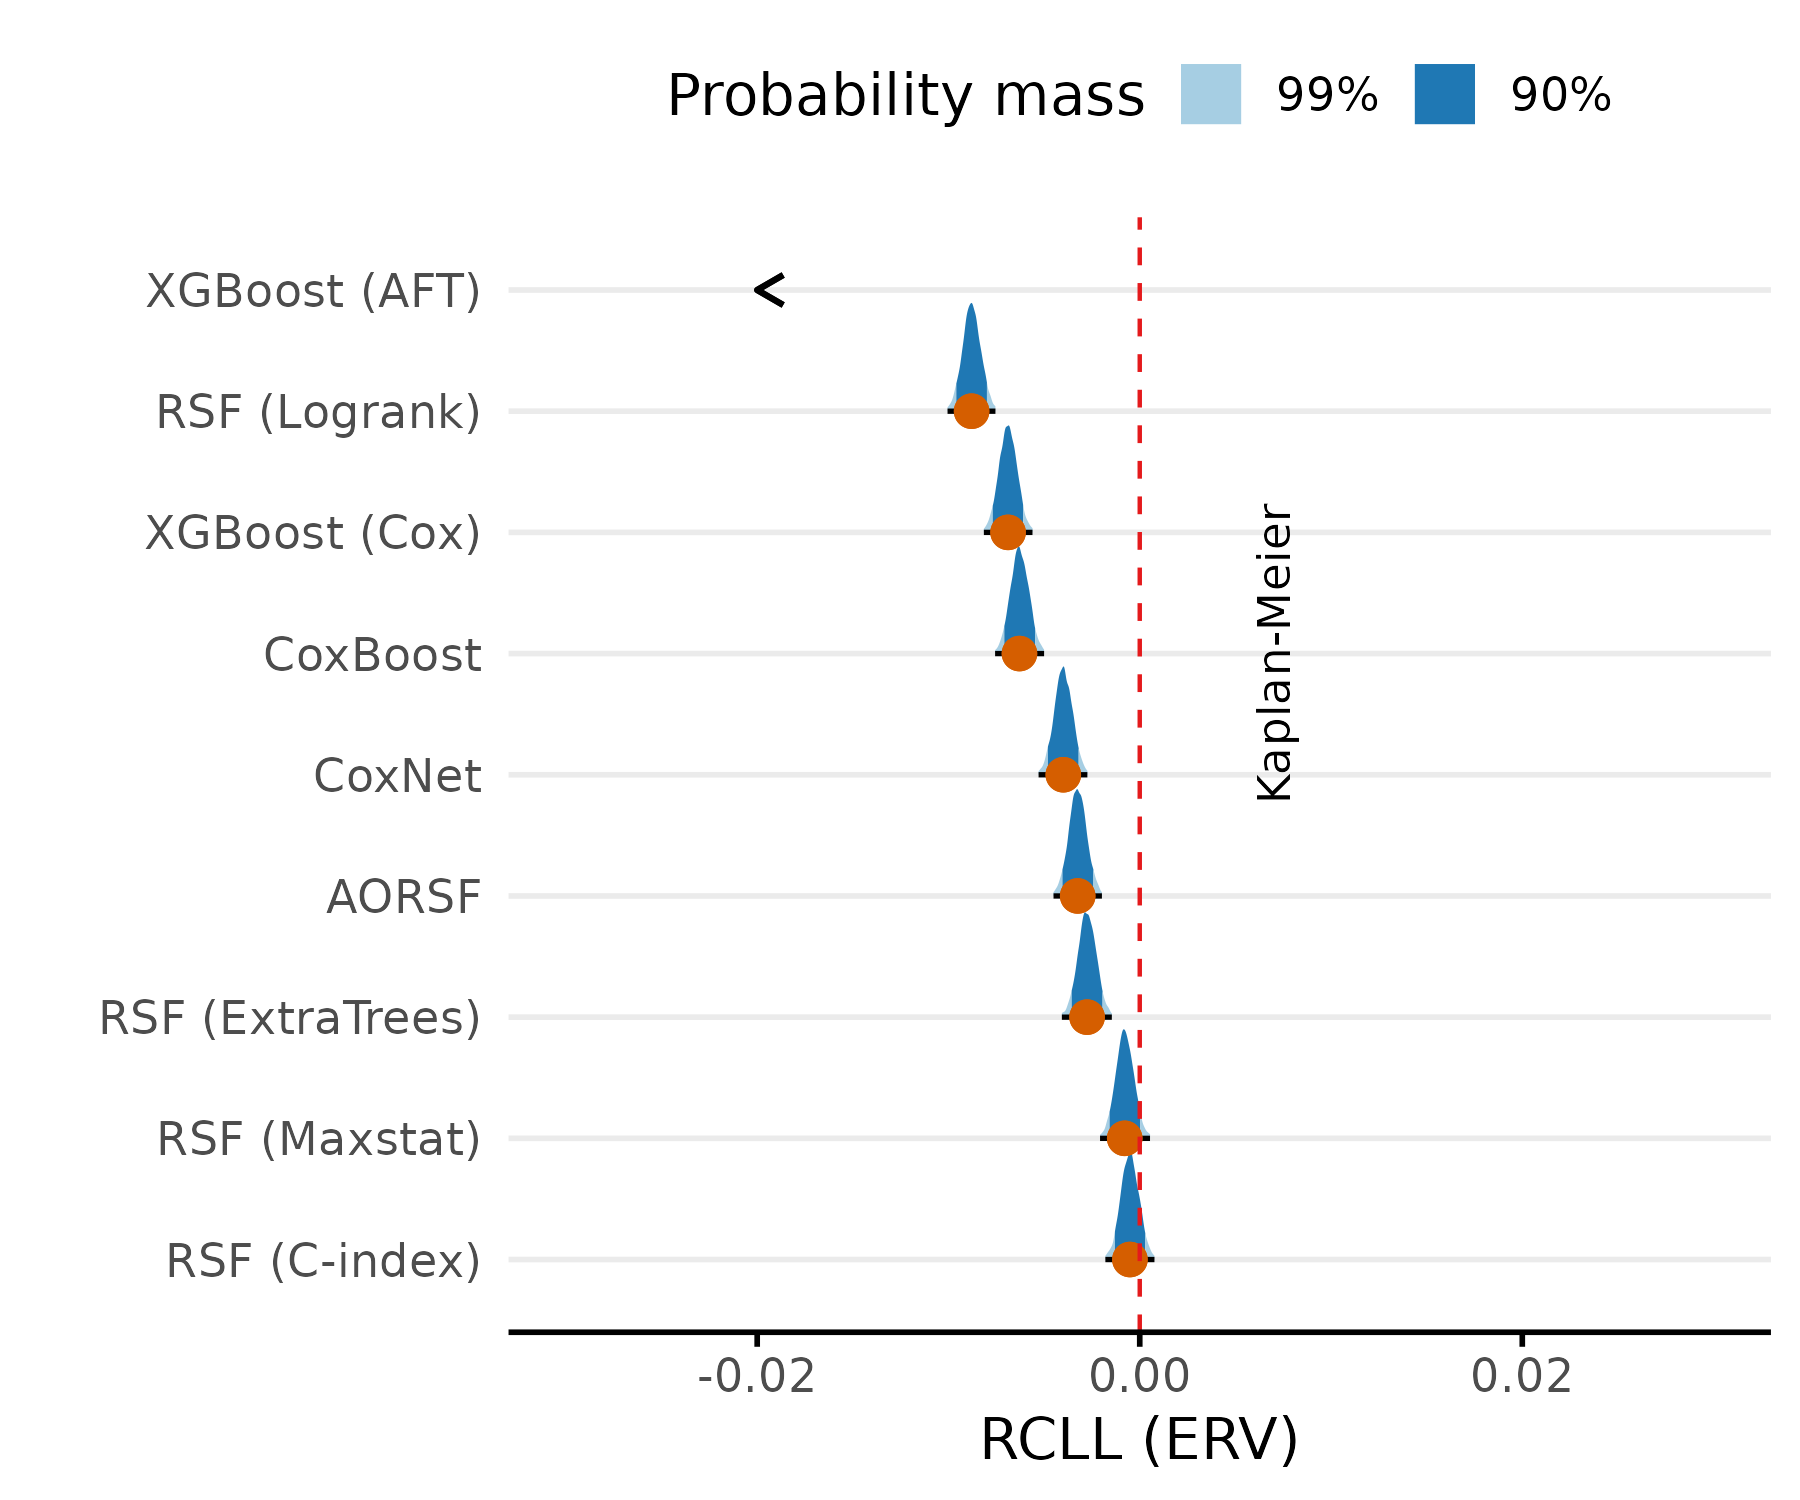 Probability mass 99% 90%
XGBoost (AFT)
RSF (Logrank)
XGBoost (Cox)
CoxBoost
CoxNet
AORSF
RSF (ExtraTrees)
RSF (Maxstat)
RSF (C-index)
Kaplan-Meier
-0.02 0.00 0.02
RCLL (ERV)